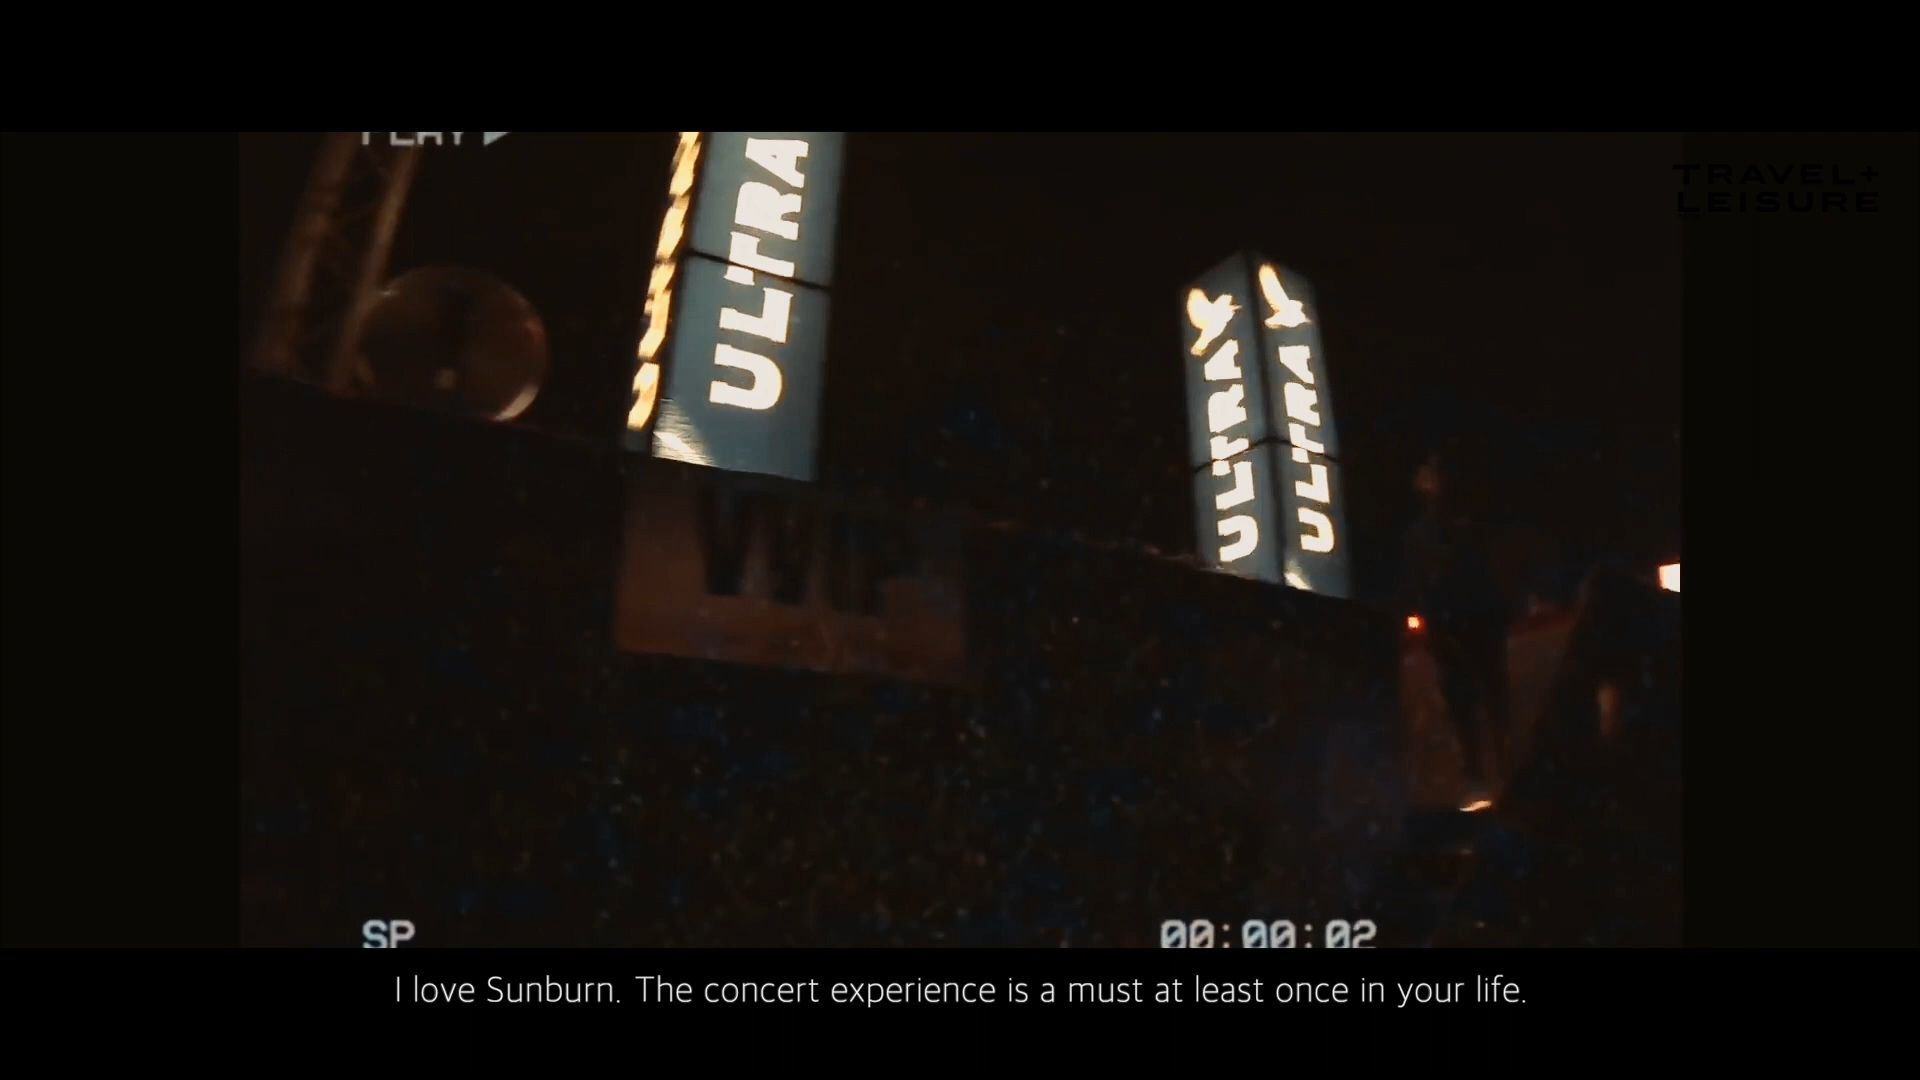 PLAY
TRAVEL+
LEISURE
ULTRA
ULTRA
ULTRA
SP
00:00:02
I love Sunburn. The concert experience is a must at least once in your life.